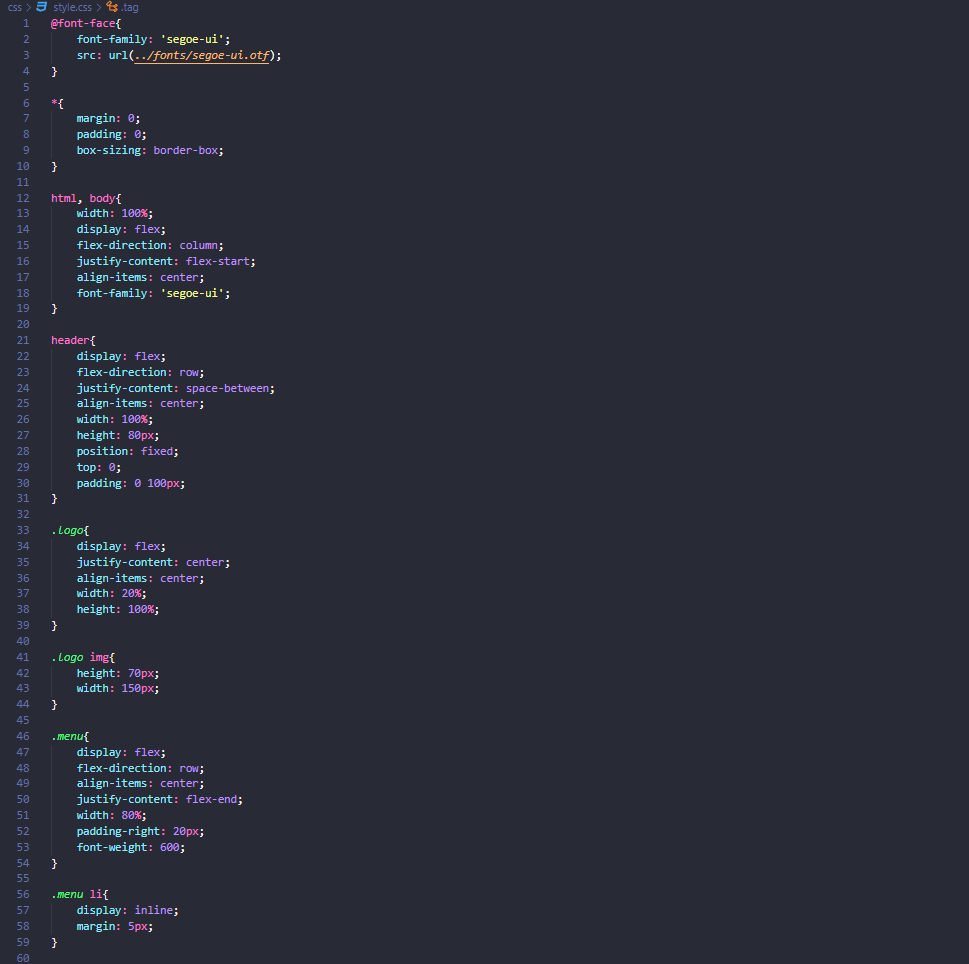 css > style.css > .tag
1 @font-face{
2     font-family: 'segoe-ui';
3     src: url(../fonts/segoe-ui.otf);
4 }
5
6 *{
7     margin: 0;
8     padding: 0;
9     box-sizing: border-box;
10 }
11
12 html, body{
13     width: 100%;
14     display: flex;
15     flex-direction: column;
16     justify-content: flex-start;
17     align-items: center;
18     font-family: 'segoe-ui';
19 }
20
21 header{
22     display: flex;
23     flex-direction: row;
24     justify-content: space-between;
25     align-items: center;
26     width: 100%;
27     height: 80px;
28     position: fixed;
29     top: 0;
30     padding: 0 100px;
31 }
32
33 .logo{
34     display: flex;
35     justify-content: center;
36     align-items: center;
37     width: 20%;
38     height: 100%;
39 }
40
41 .logo img{
42     height: 70px;
43     width: 150px;
44 }
45
46 .menu{
47     display: flex;
48     flex-direction: row;
49     align-items: center;
50     justify-content: flex-end;
51     width: 80%;
52     padding-right: 20px;
53     font-weight: 600;
54 }
55
56 .menu li{
57     display: inline;
58     margin: 5px;
59 }
60